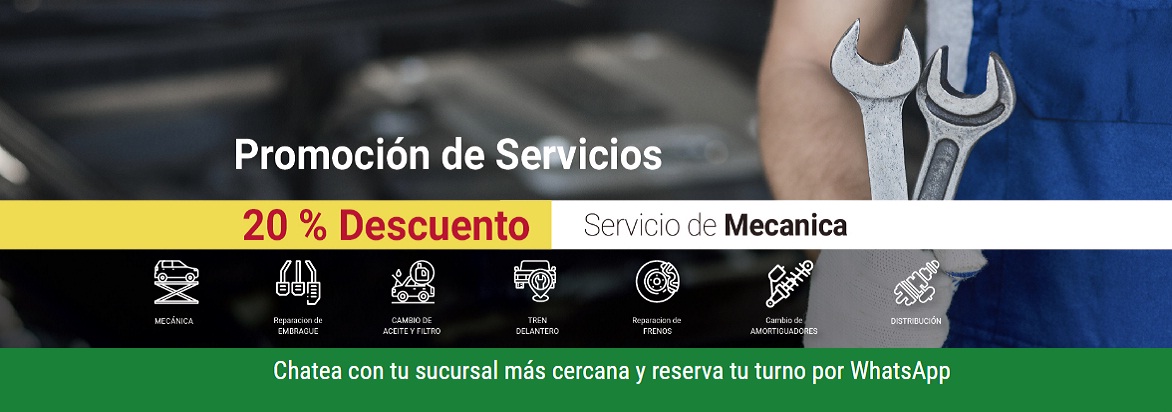 Promoción de Servicios
20 % Descuento
Servicio de Mecanica
MECÁNICA
Reparacion de
EMBRAGUE
CAMBIO DE
ACEITE Y FILTRO
TREN
DELANTERO
Reparacion de
FRENOS
Cambio de
AMORTIGUADORES
DISTRIBUCIÓN
Chatea con tu sucursal más cercana y reserva tu turno por WhatsApp